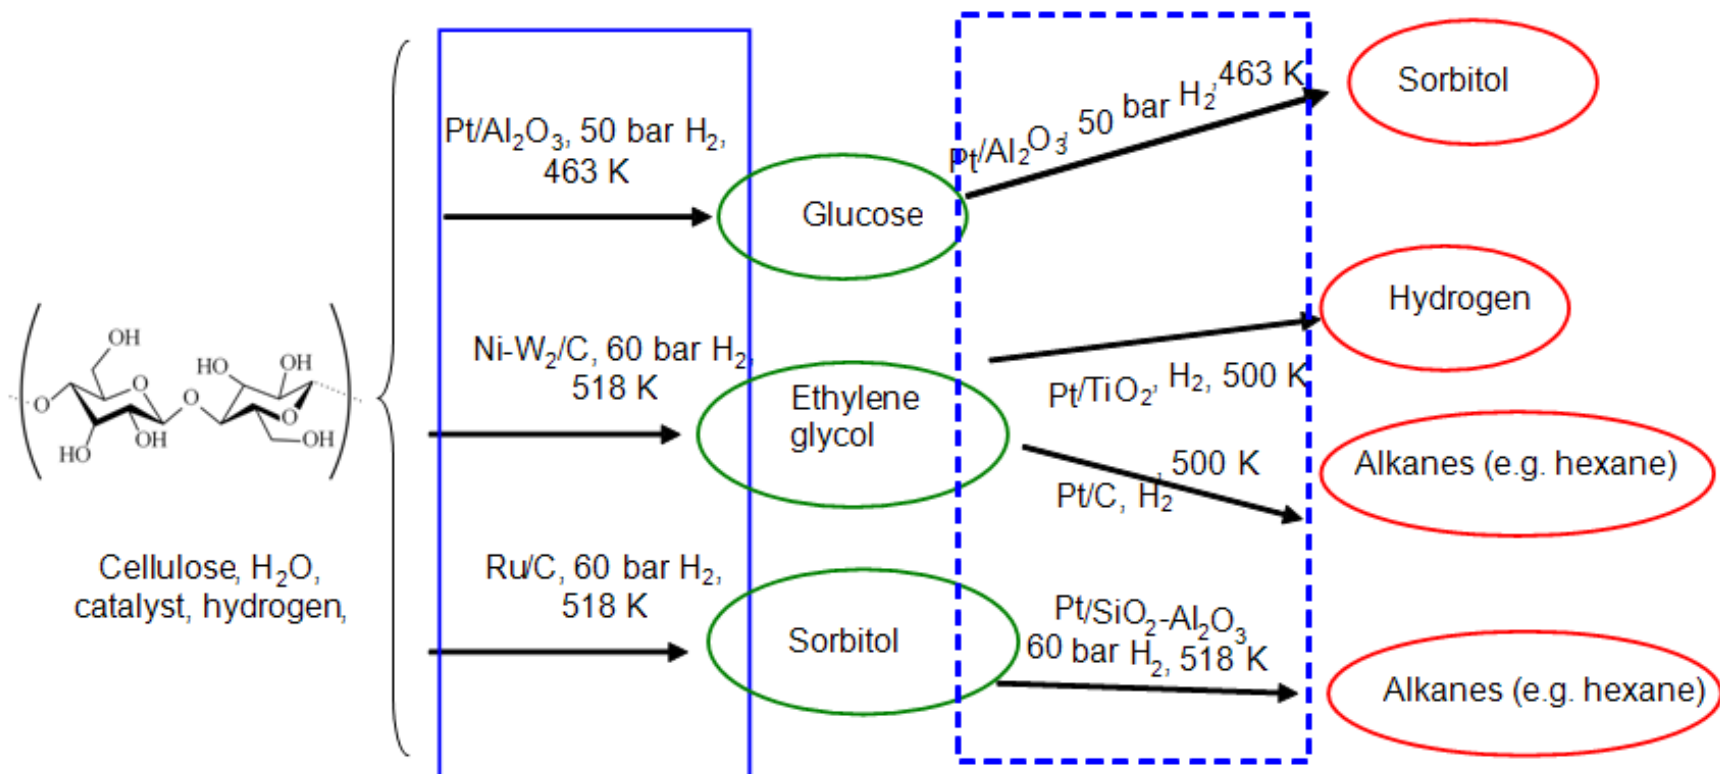 Pt/Al₂O₃, 50 bar H₂,
463 K
Glucose
Pt/Al₂O₃, 50 bar H₂, 463 K
Sorbitol
OH
O
HO
OH
O
O
O
OH
HO
OH
Ni-W₂/C, 60 bar H₂,
518 K
Ethylene
glycol
Pt/TiO₂, H₂, 500 K
Hydrogen
, 500 K
Pt/C, H₂
Alkanes (e.g. hexane)
Cellulose, H₂O,
catalyst, hydrogen,
Ru/C, 60 bar H₂,
518 K
Sorbitol
Pt/SiO₂-Al₂O₃
60 bar H₂, 518 K
Alkanes (e.g. hexane)